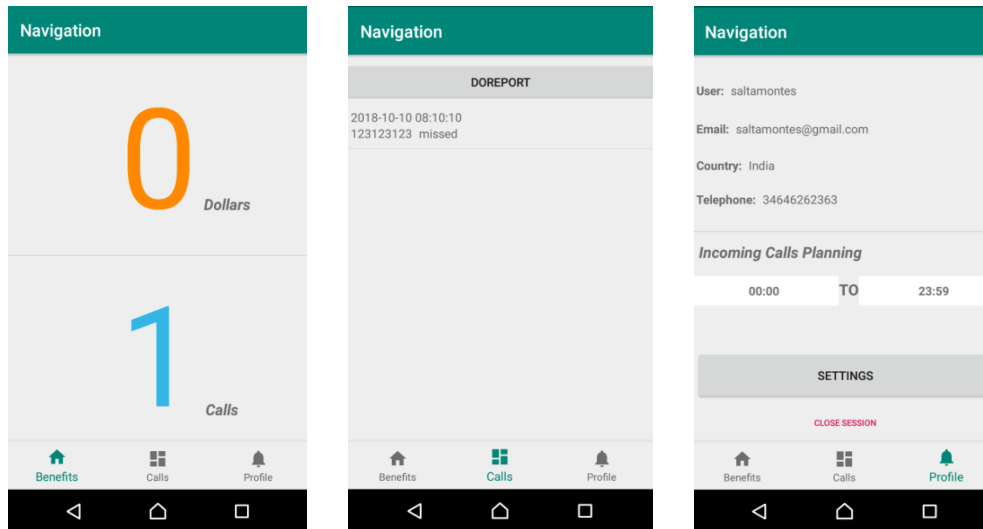 Navigation
0 Dollars
1 Calls
Benefits Calls Profile
Navigation
DOREPORT
2018-10-10 08:10:10
123123123 missed
Benefits Calls Profile
Navigation
User: saltamontes
Email: saltamontes@gmail.com
Country: India
Telephone: 34646262363
Incoming Calls Planning
00:00 TO 23:59
SETTINGS
CLOSE SESSION
Benefits Calls Profile